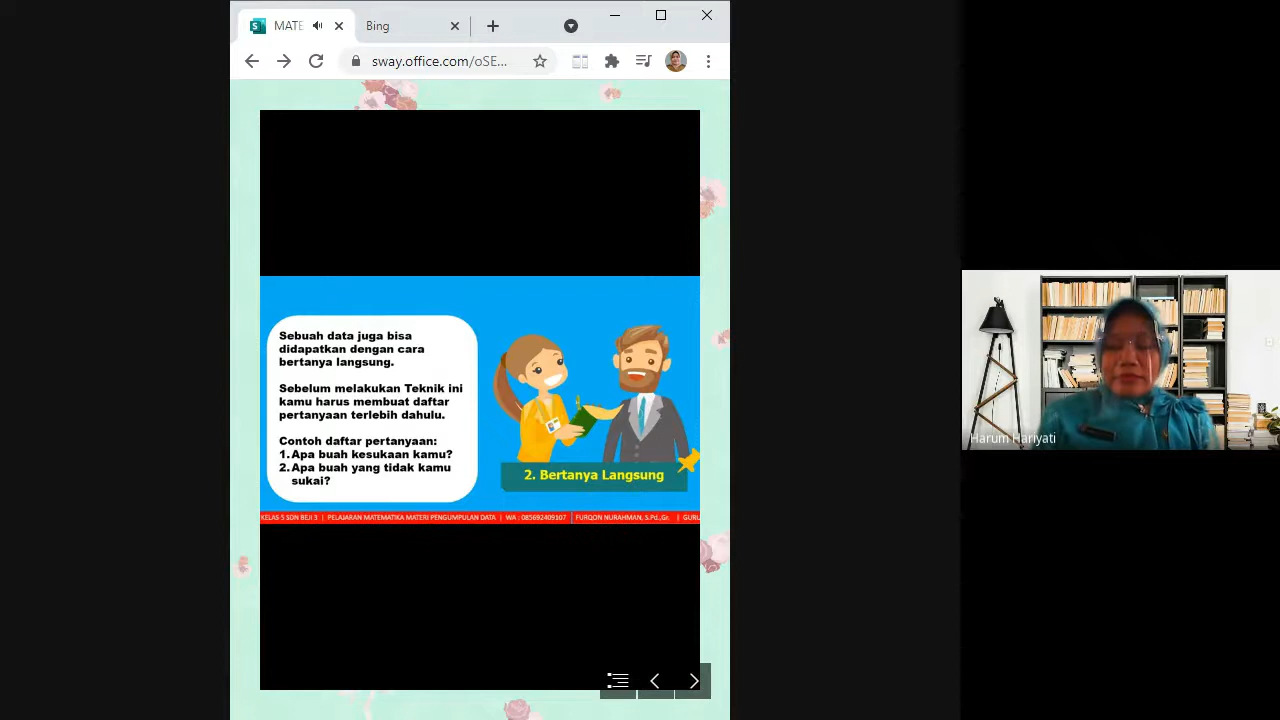 MATE
Bing
sway.office.com/oSE...
Sebuah data juga bisa
didapatkan dengan cara
bertanya langsung.
Sebelum melakukan Teknik ini
kamu harus membuat daftar
pertanyaan terlebih dahulu.
Contoh daftar pertanyaan:
1. Apa buah kesukaan kamu?
2. Apa buah yang tidak kamu
sukai?
2. Bertanya Langsung
KELAS 5 SDN BEJI 3 | PELAJARAN MATEMATIKA MATERI PENGUMPULAN DATA | WA : 085692409107 | FURQON NURAHMAN, S.Pd.,Gr. | GURU
Harum Hariyati